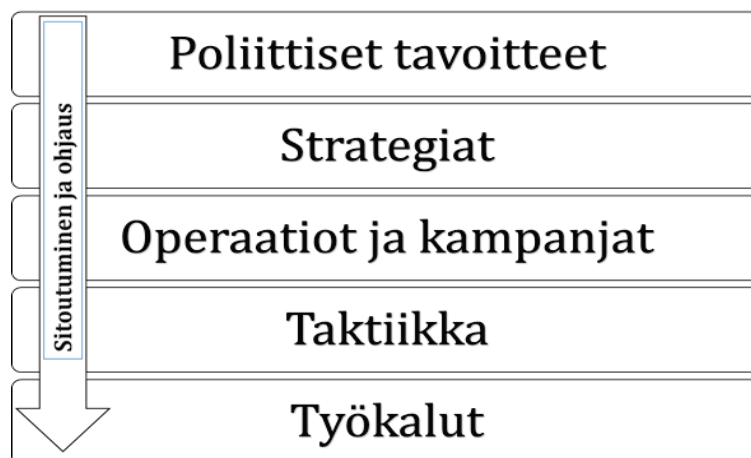 Poliittiset tavoitteet
Strategiat
Operaatiot ja kampanjat
Taktiikka
Työkalut
Sitoutuminen ja ohjaus